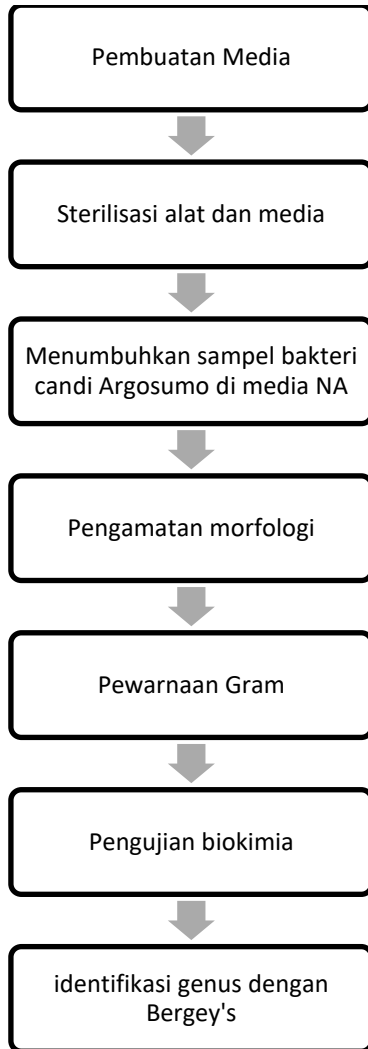 Pembuatan Media
Sterilisasi alat dan media
Menumbuhkan sampel bakteri
candi Argosumo di media NA
Pengamatan morfologi
Pewarnaan Gram
Pengujian biokimia
identifikasi genus dengan
Bergey's